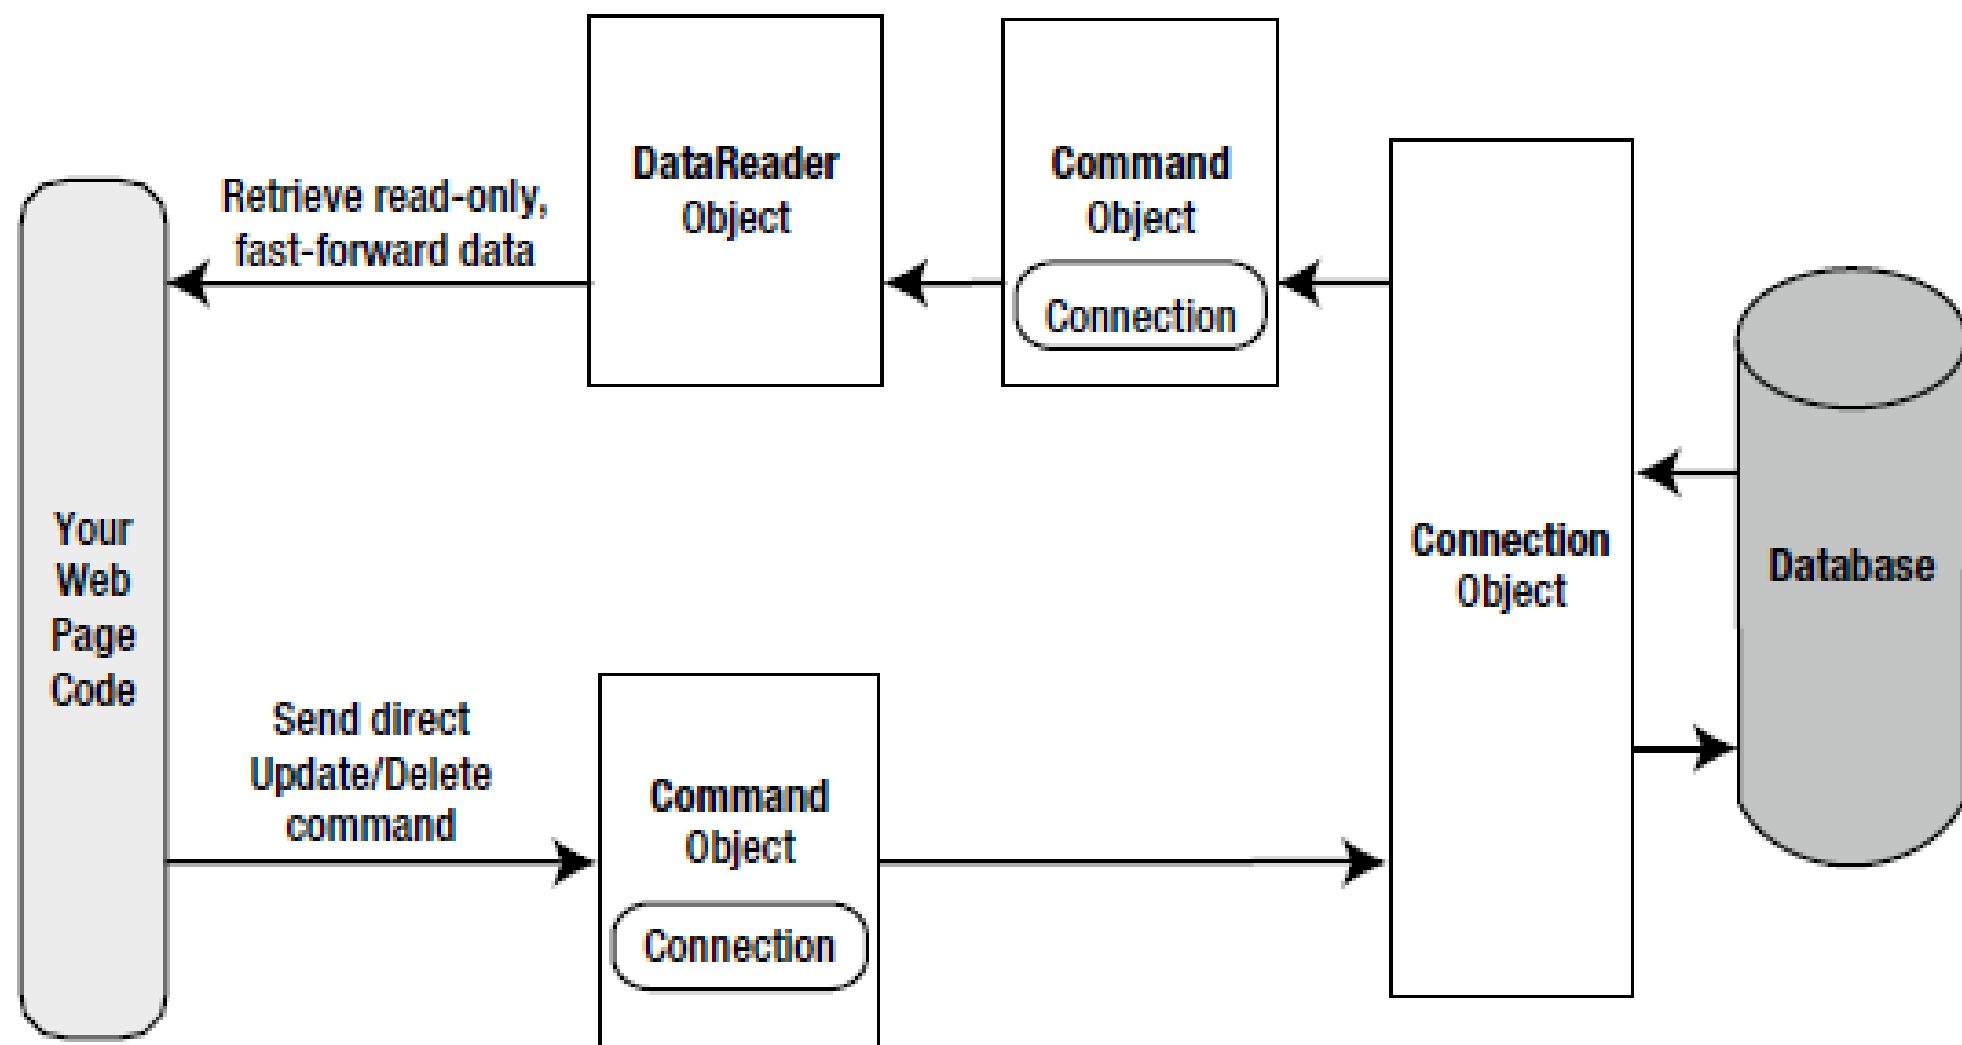 DataReader
Object
Command
Object
Connection
Retrieve read-only,
fast-forward data
Your
Web
Page
Code
Connection
Object
Database
Send direct
Update/Delete
command
Command
Object
Connection